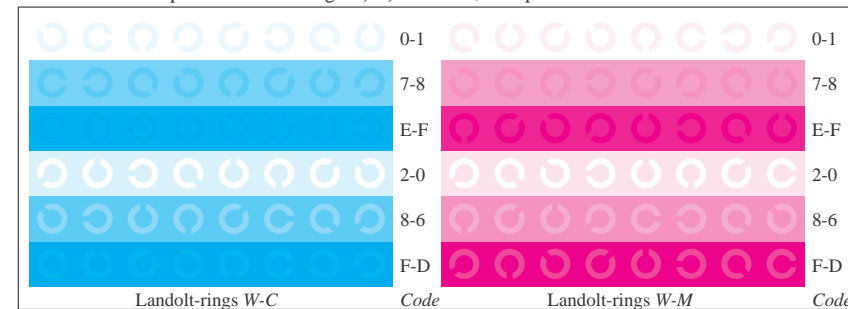 0-1 0-1
7-8 7-8
E-F E-F
2-0 2-0
8-6 8-6
F-D F-D
Landolt-rings W-C Code Landolt-rings W-M Code